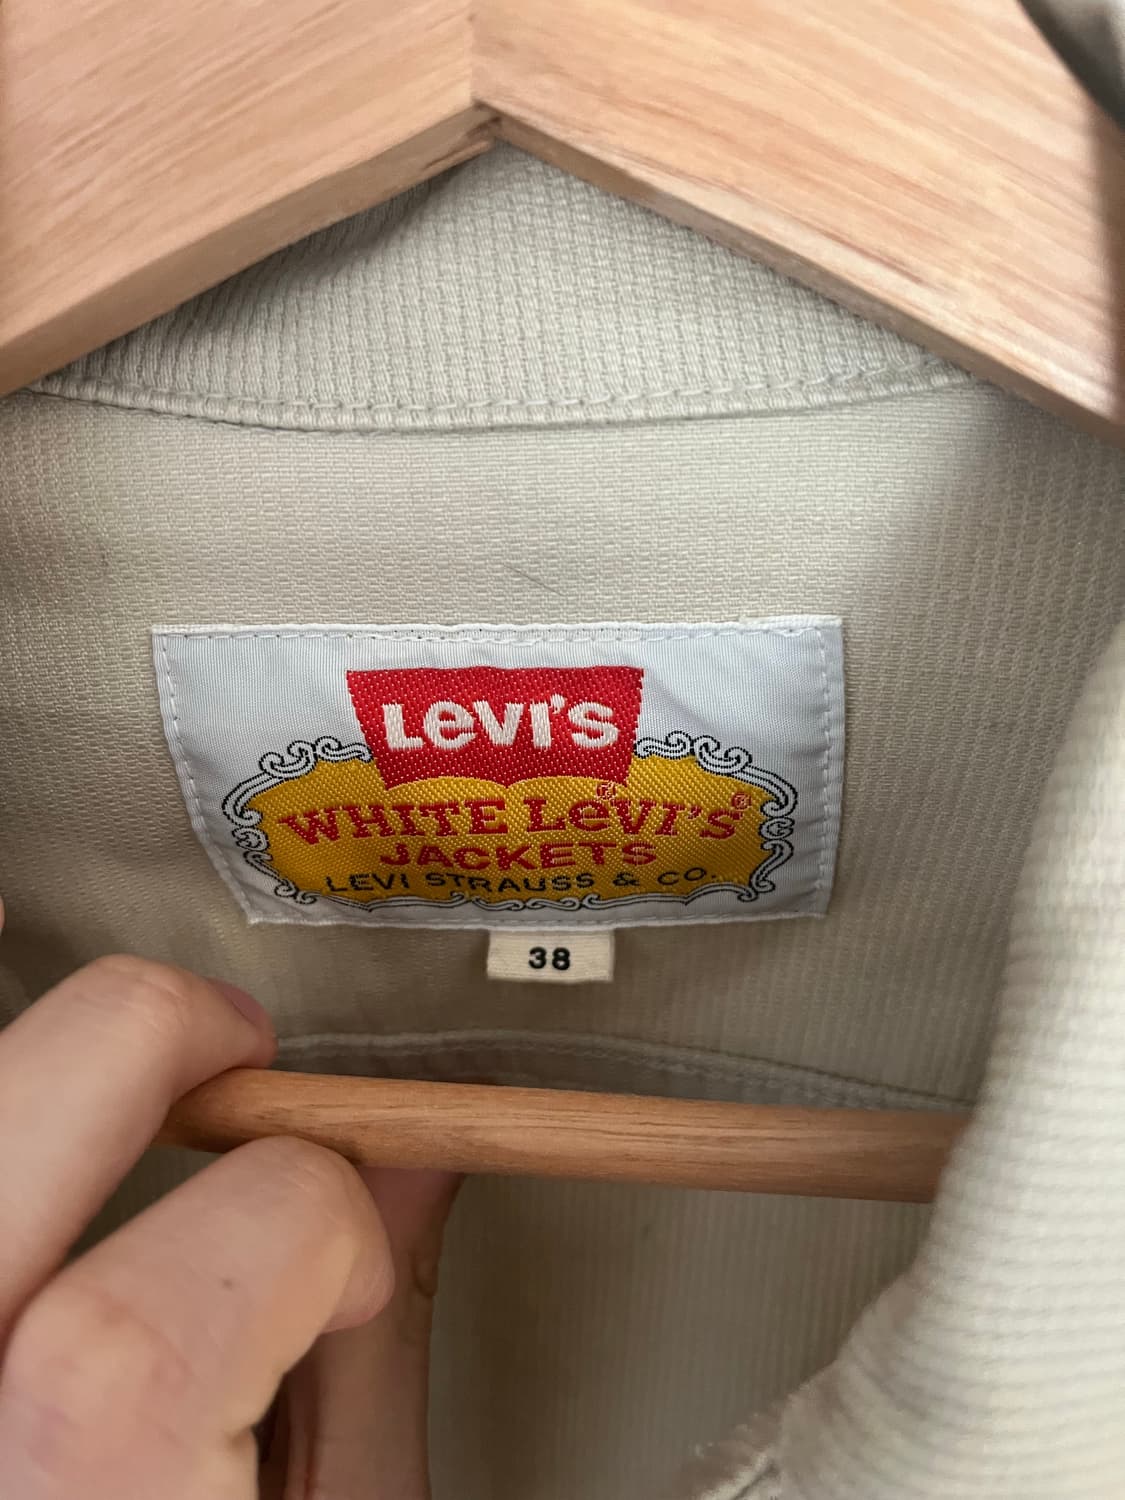 LeVI'S
WHITE LeVI'S®
JACKETS
LEVI STRAUSS & CO.
38